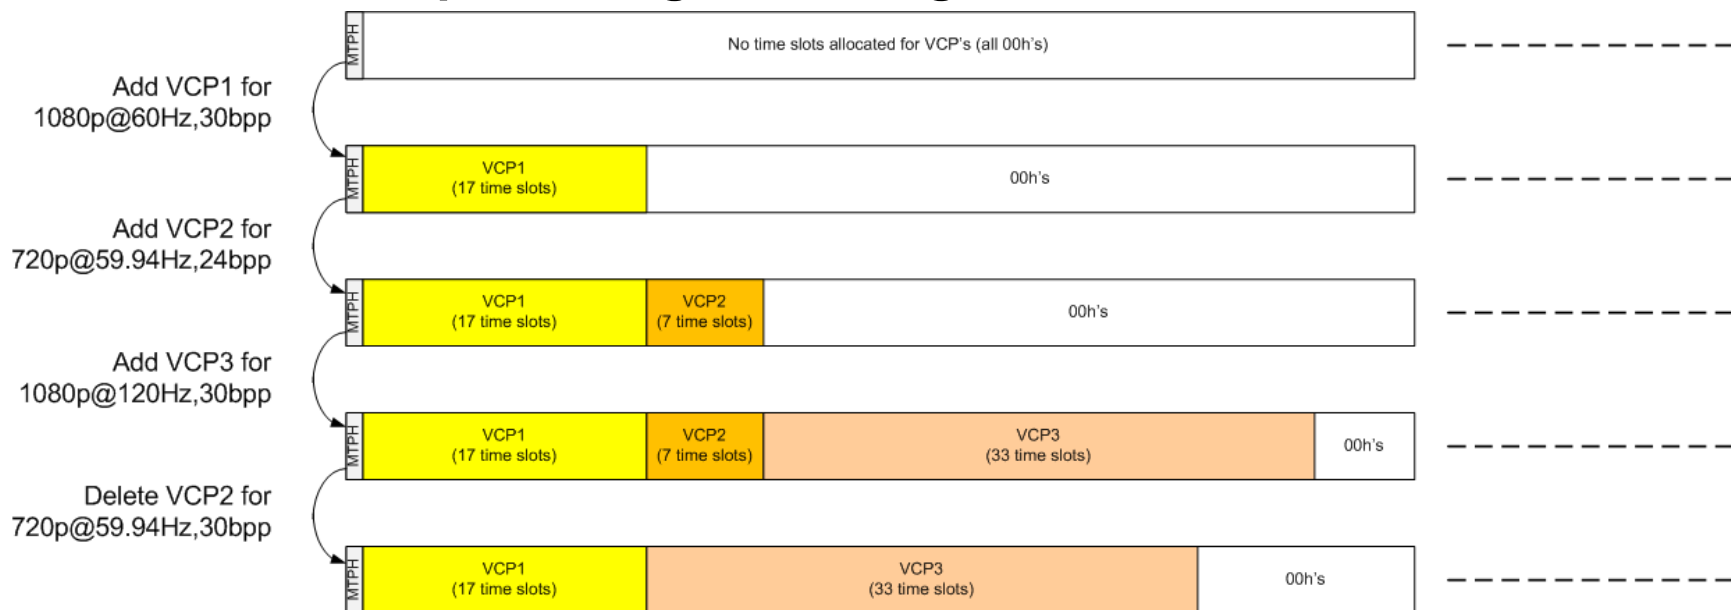 MTPH
No time slots allocated for VCP's (all 00h's)
Add VCP1 for
1080p@60Hz,30bpp
MTPH
VCP1
(17 time slots)
00h's
Add VCP2 for
720p@59.94Hz,24bpp
MTPH
VCP1
(17 time slots)
VCP2
(7 time slots)
00h's
Add VCP3 for
1080p@120Hz,30bpp
MTPH
VCP1
(17 time slots)
VCP2
(7 time slots)
VCP3
(33 time slots)
00h's
Delete VCP2 for
720p@59.94Hz,30bpp
MTPH
VCP1
(17 time slots)
VCP3
(33 time slots)
00h's